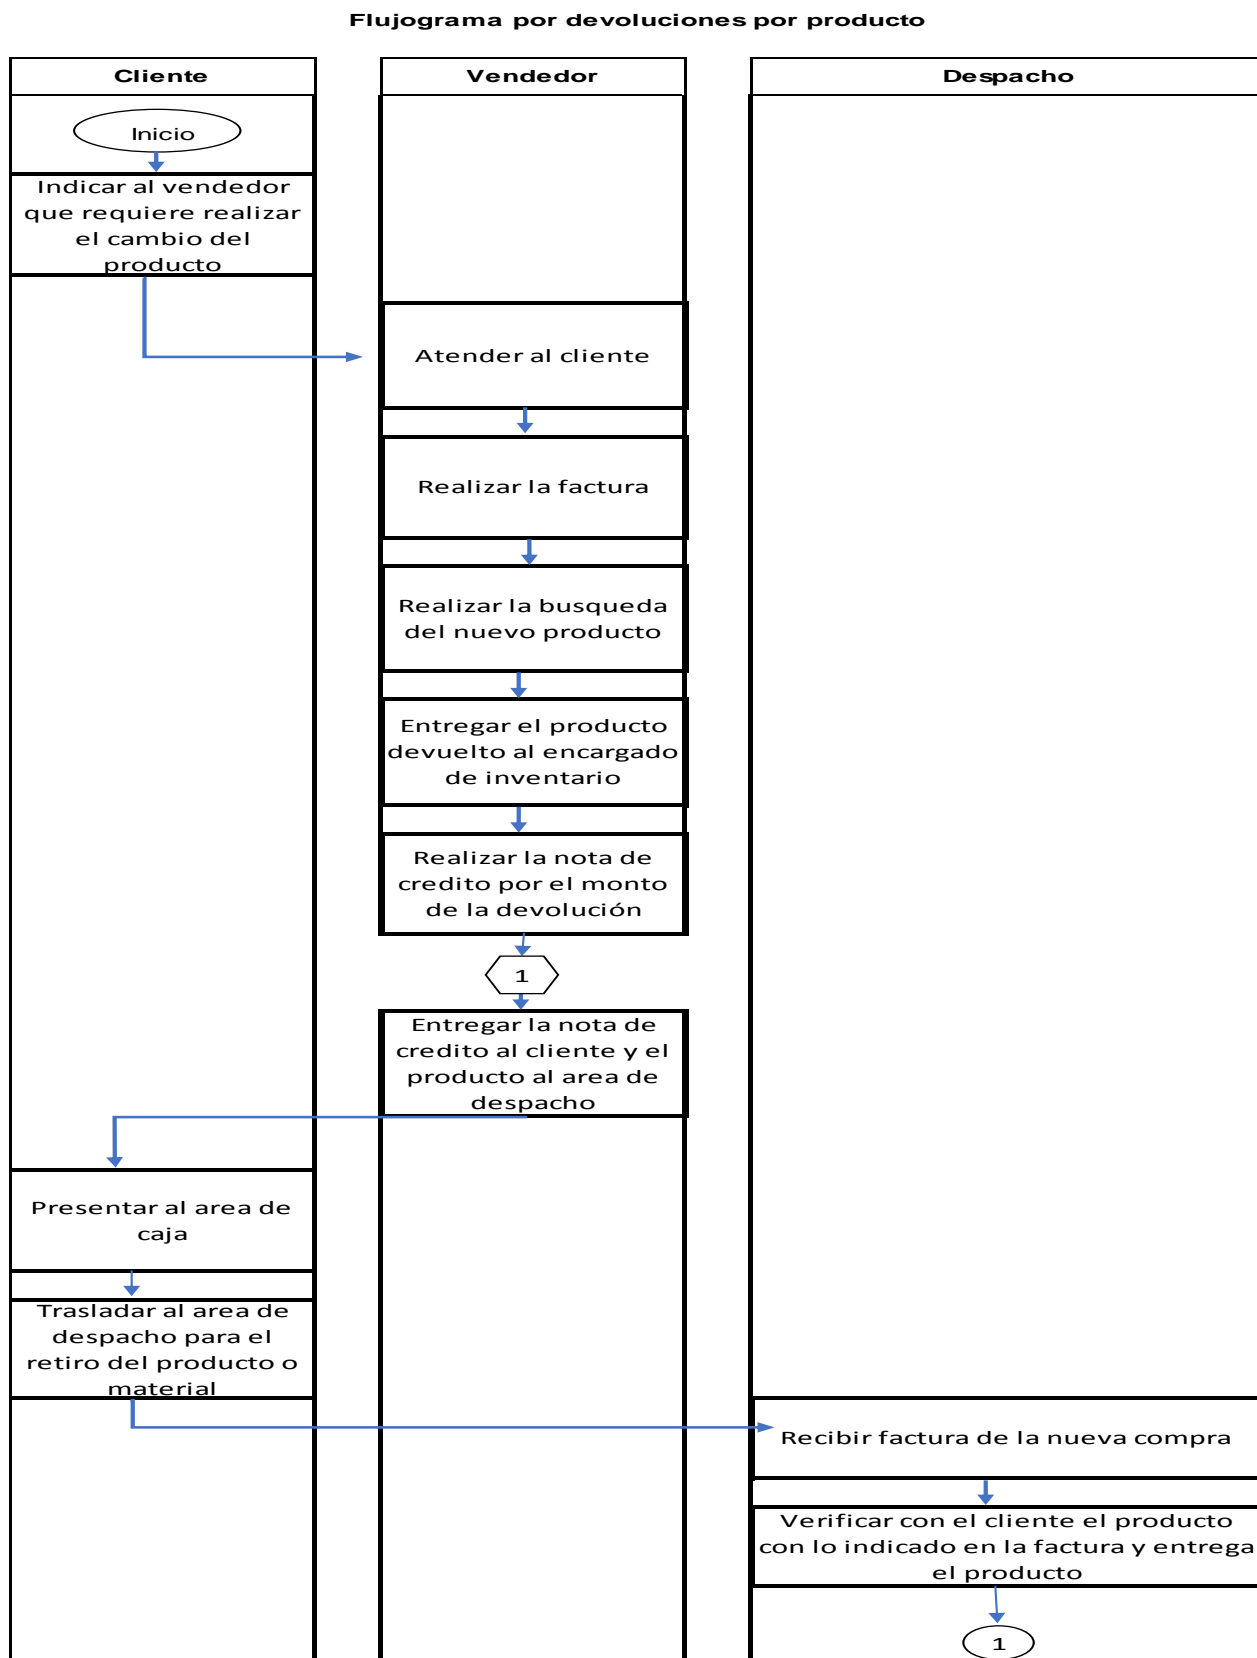 Flujograma por devoluciones por producto
Cliente
Vendedor
Despacho
Inicio
Indicar al vendedor
que requiere realizar
el cambio del
producto
Atender al cliente
Realizar la factura
Realizar la busqueda
del nuevo producto
Entregar el producto
devuelto al encargado
de inventario
Realizar la nota de
credito por el monto
de la devolución
1
Entregar la nota de
credito al cliente y el
producto al area de
despacho
Presentar al area de
caja
Trasladar al area de
despacho para el
retiro del producto o
material
Recibir factura de la nueva compra
Verificar con el cliente el producto
con lo indicado en la factura y entrega
el producto
1